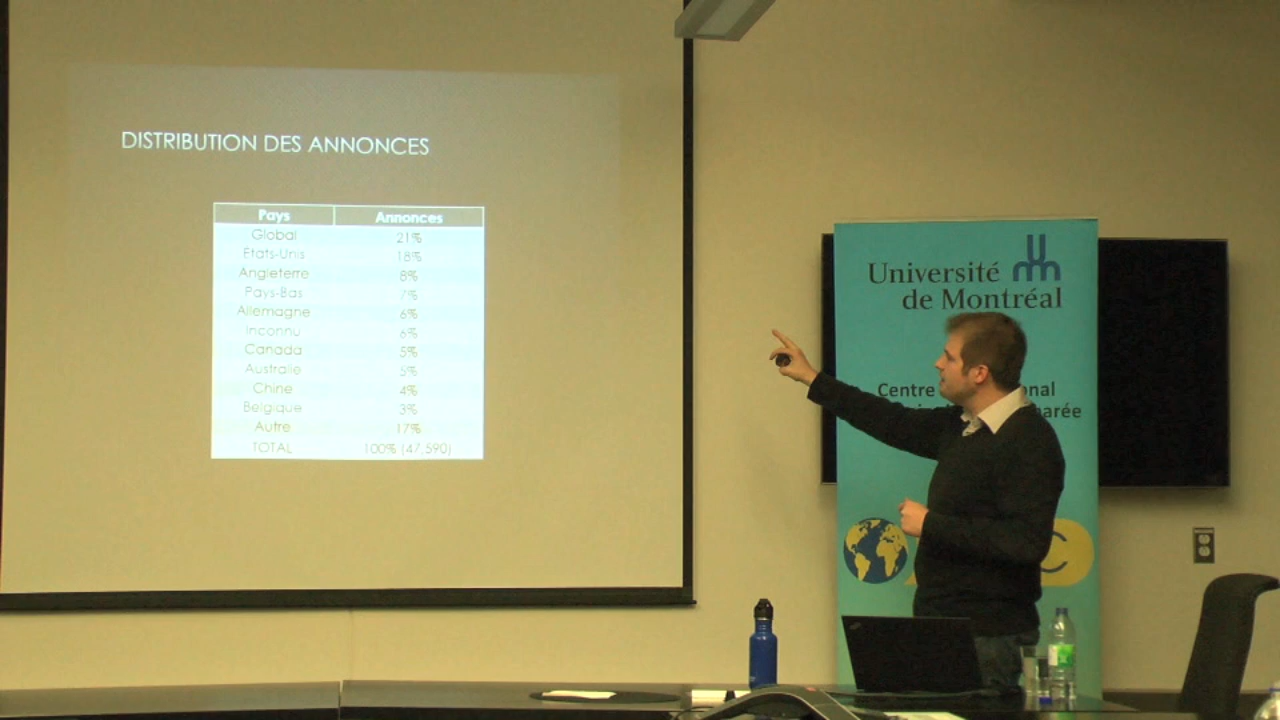 DISTRIBUTION DES ANNONCES
Pays Annonces
Global 21%
États-Unis 18%
Angleterre 8%
Pays-Bas 7%
Allemagne 6%
Inconnu 6%
Canada 5%
Australie 5%
Chine 4%
Belgique 3%
Autre 17%
TOTAL 100% (47,590)
Université
de Montréal
Centre